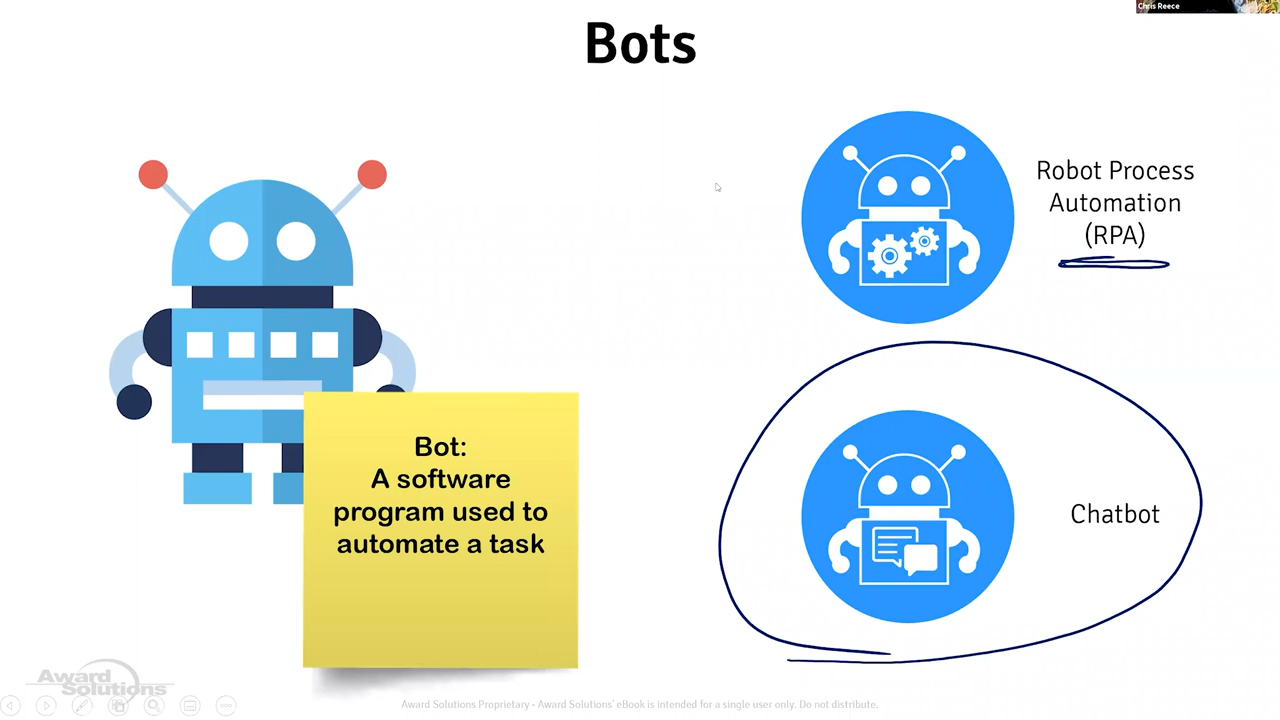 Chris Reece
Bots
Robot Process
Automation
(RPA)
Bot:
A software
program used to
automate a task
Chatbot
Award
Solutions
Award Solutions Proprietary - Award Solutions' eBook is intended for a single user only. Do not distribute.